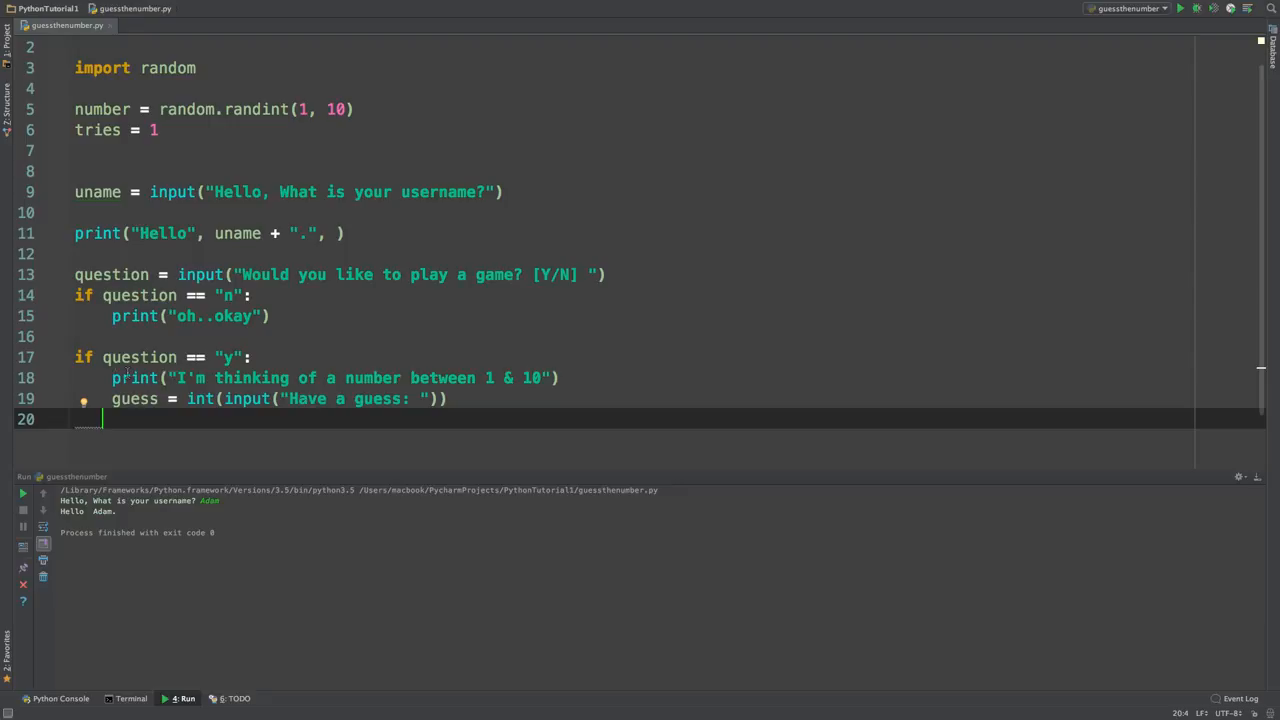 PythonTutorial1 guessthenumber.py guessthenumber
guessthenumber.py
1: Project
Z: Structure
2: Favorites
Database
2
3 import random
4
5 number = random.randint(1, 10)
6 tries = 1
7
8
9 uname = input("Hello, What is your username?")
10
11 print("Hello", uname + ".", )
12
13 question = input("Would you like to play a game? [Y/N] ")
14 if question == "n":
15 print("oh..okay")
16
17 if question == "y":
18 print("I'm thinking of a number between 1 & 10")
19 guess = int(input("Have a guess: "))
20
Run guessthenumber
/Library/Frameworks/Python.framework/Versions/3.5/bin/python3.5 /Users/macbook/PycharmProjects/PythonTutorial1/guessthenumber.py
Hello, What is your username? Adam
Hello Adam.
Process finished with exit code 0
Python Console Terminal 4: Run 6: TODO Event Log
20:4 LF÷ UTF-8÷